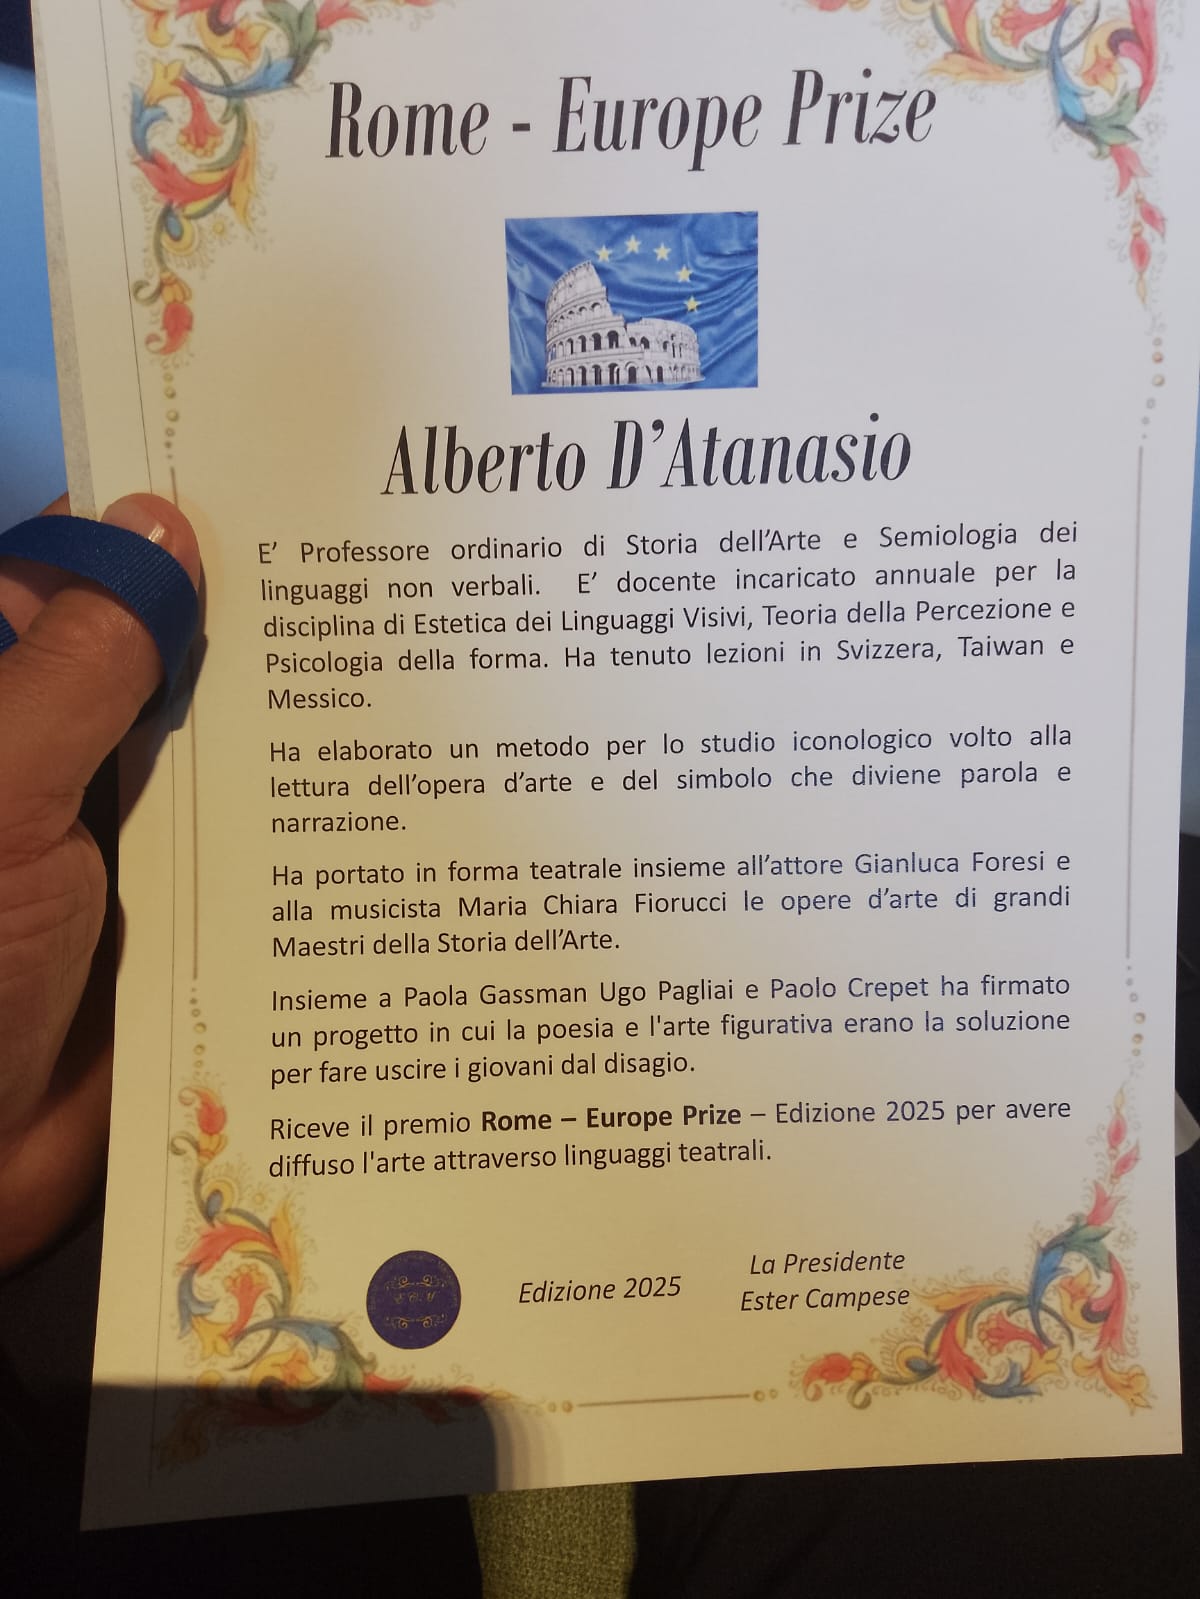 Rome - Europe Prize
Alberto D'Atanasio
E' Professore ordinario di Storia dell'Arte e Semiologia dei
linguaggi non verbali. E' docente incaricato annuale per la
disciplina di Estetica dei Linguaggi Visivi, Teoria della Percezione e
Psicologia della forma. Ha tenuto lezioni in Svizzera, Taiwan e
Messico.
Ha elaborato un metodo per lo studio iconologico volto alla
lettura dell'opera d'arte e del simbolo che diviene parola e
narrazione.
Ha portato in forma teatrale insieme all'attore Gianluca Foresi e
alla musicista Maria Chiara Fiorucci le opere d'arte di grandi
Maestri della Storia dell'Arte.
Insieme a Paola Gassman Ugo Pagliai e Paolo Crepet ha firmato
un progetto in cui la poesia e l'arte figurativa erano la soluzione
per fare uscire i giovani dal disagio.
Riceve il premio Rome – Europe Prize – Edizione 2025 per avere
diffuso l'arte attraverso linguaggi teatrali.
Edizione 2025
La Presidente
Ester Campese